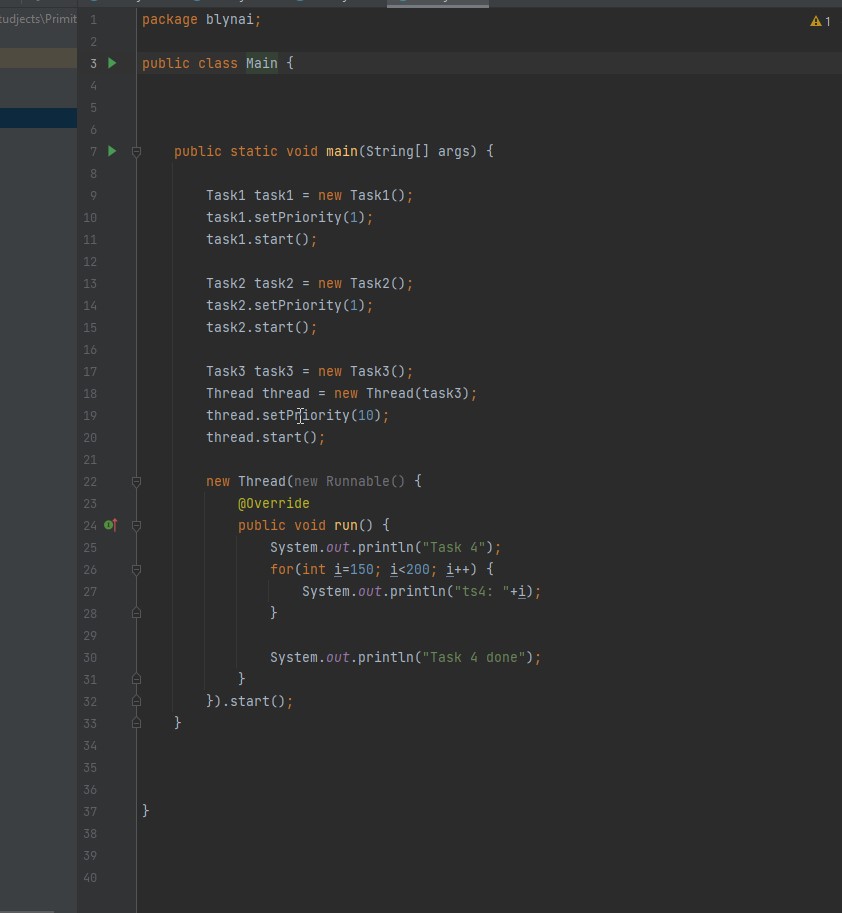 tudjects\Primit
1 package blynai; 1
2
3 public class Main {
4
5
6
7 public static void main(String[] args) {
8
9 Task1 task1 = new Task1();
10 task1.setPriority(1);
11 task1.start();
12
13 Task2 task2 = new Task2();
14 task2.setPriority(1);
15 task2.start();
16
17 Task3 task3 = new Task3();
18 Thread thread = new Thread(task3);
19 thread.setPriority(10);
20 thread.start();
21
22 new Thread(new Runnable() {
23 @Override
24 public void run() {
25 System.out.println("Task 4");
26 for(int i=150; i<200; i++) {
27 System.out.println("ts4: "+i);
28 }
29
30 System.out.println("Task 4 done");
31 }
32 }).start();
33 }
34
35
36
37 }
38
39
40